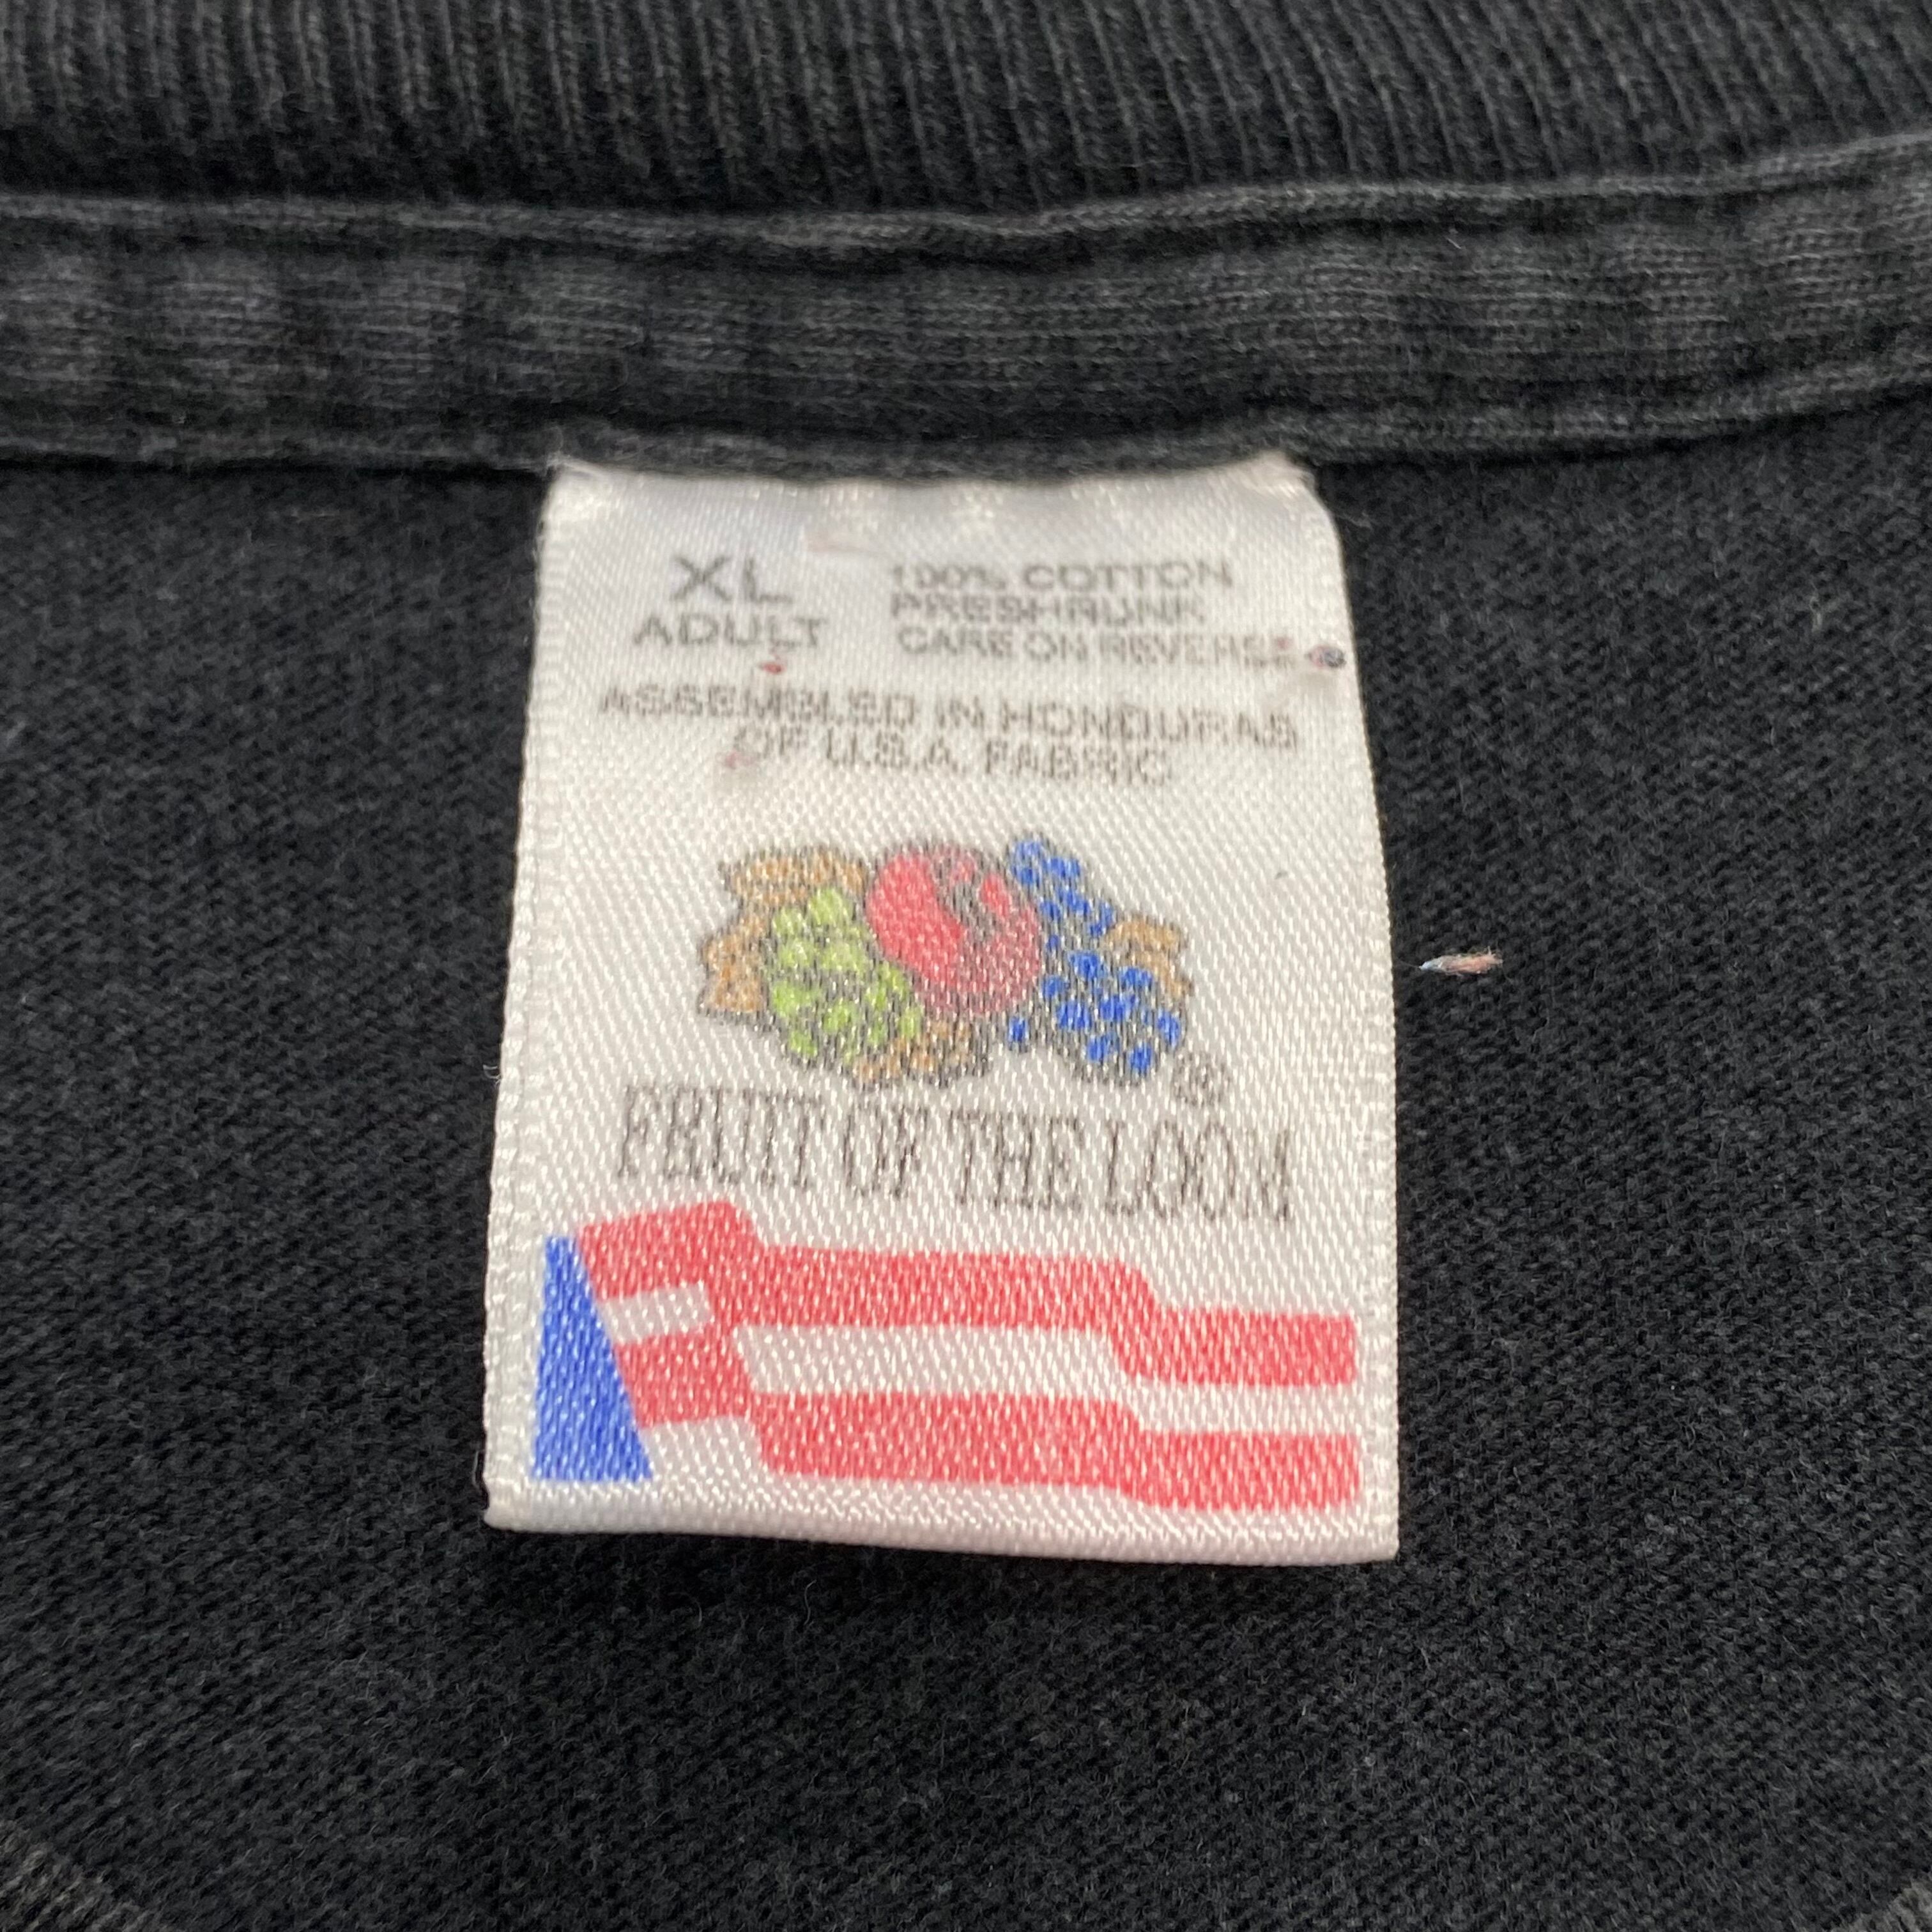 XL
ADULT
100% COTTON
PRESHRUNK
CARE ON REVERSE
ASSEMBLED IN HONDURAS
OF U.S.A. FABRIC
®
FRUIT OF THE LOOM